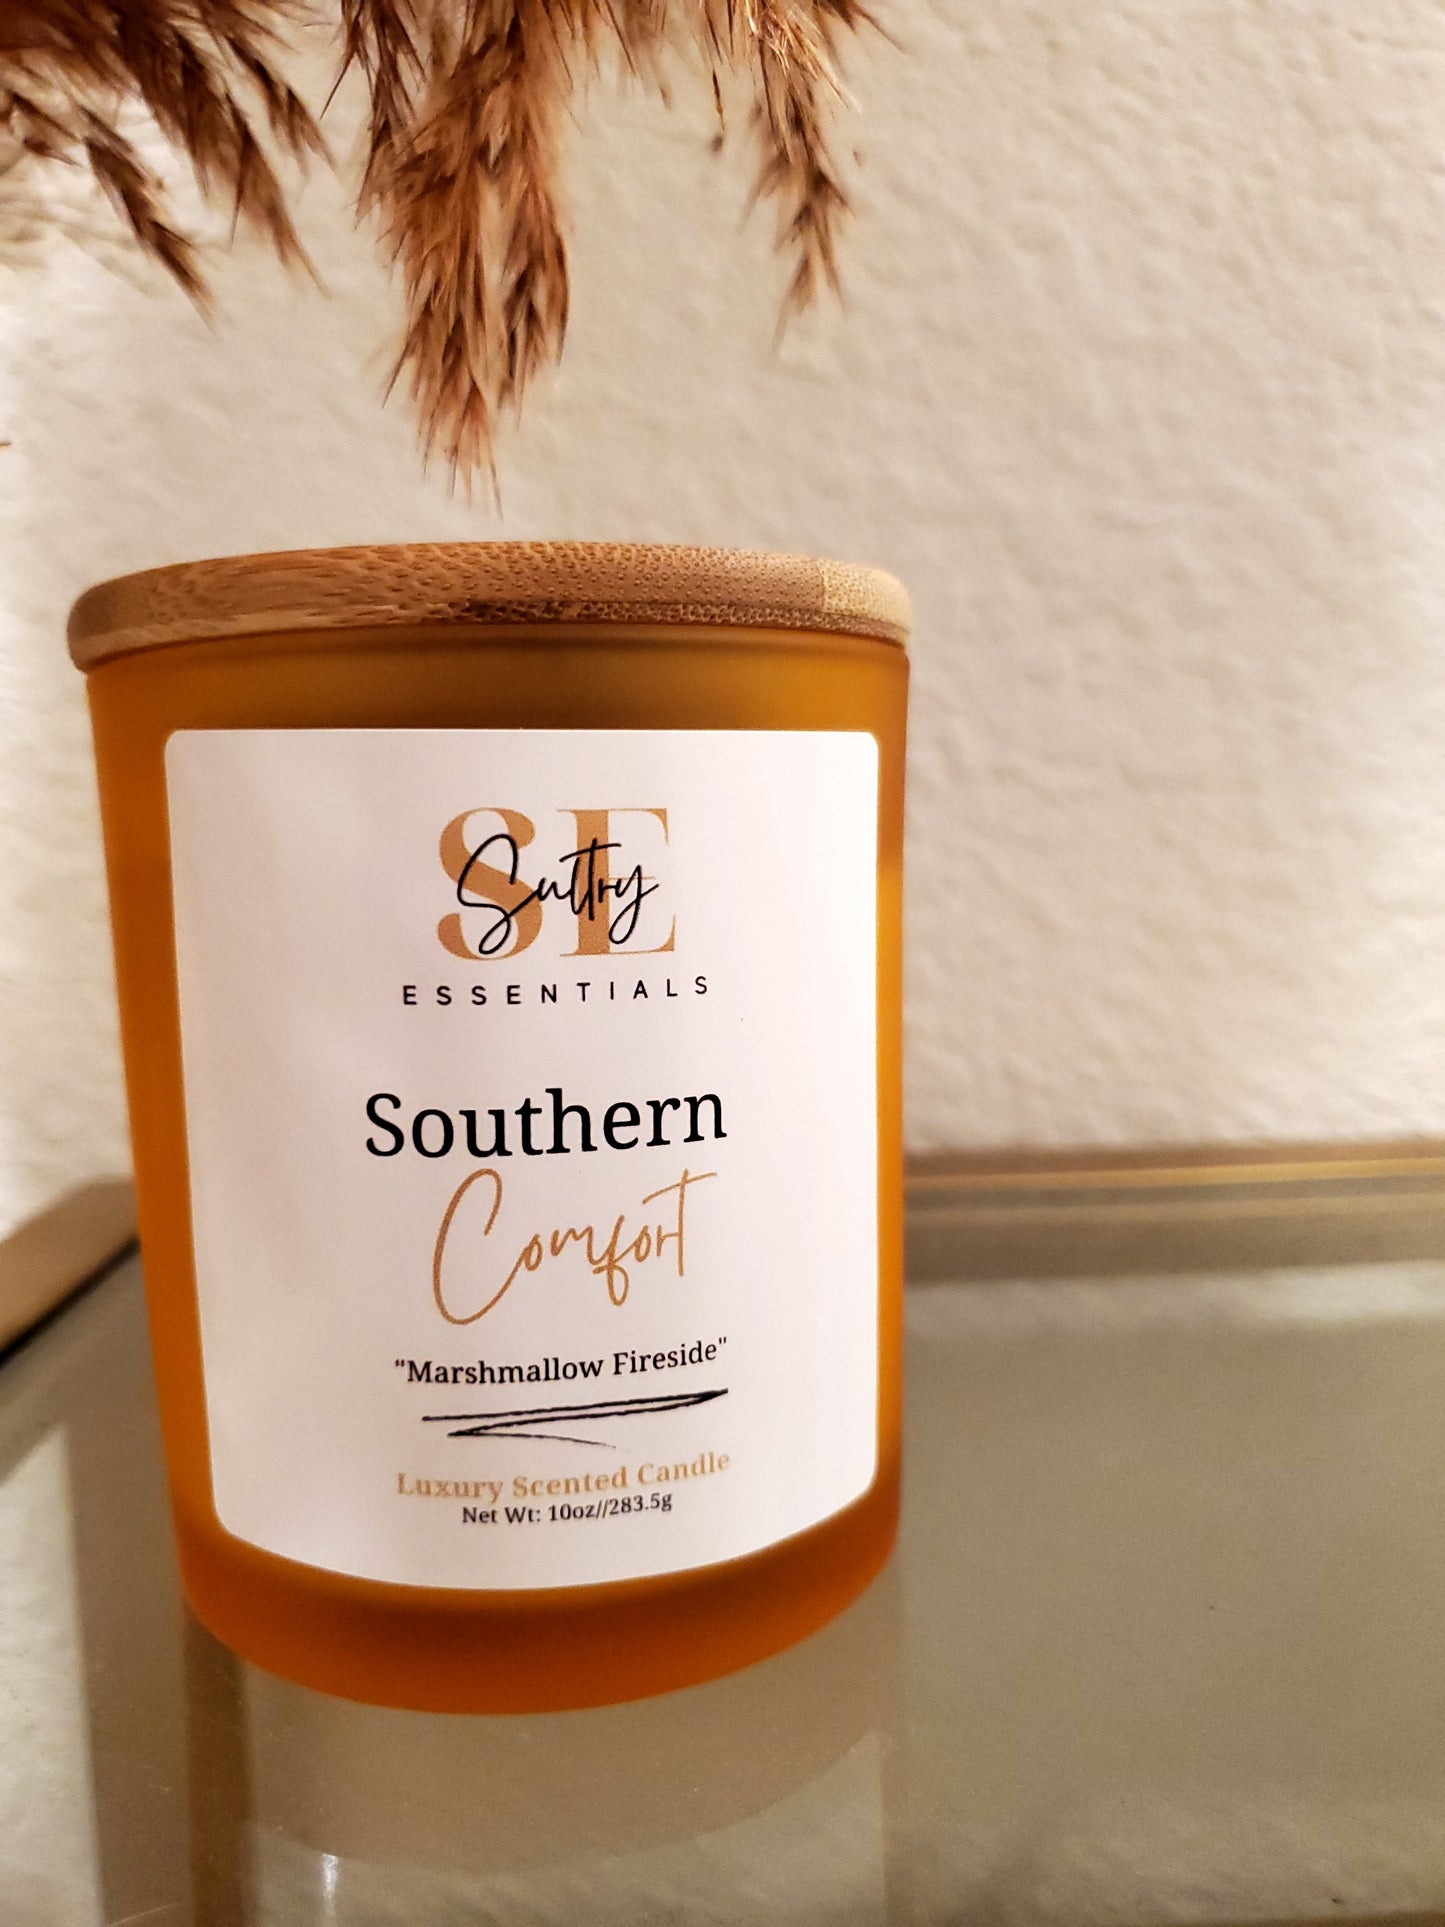 SE
Sultry
ESSENTIALS
Southern
Comfort
"Marshmallow Fireside"
Luxury Scented Candle
Net Wt: 10oz//283.5g